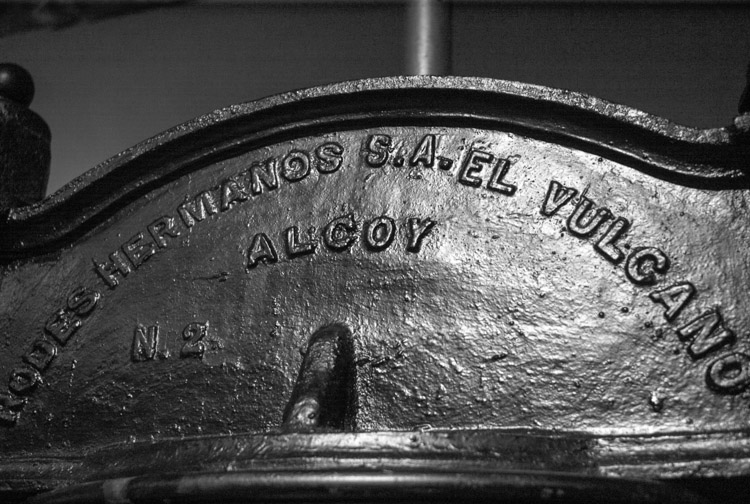 RODES HERMANOS S.A. EL VULCANO
ALCOY
N. 2